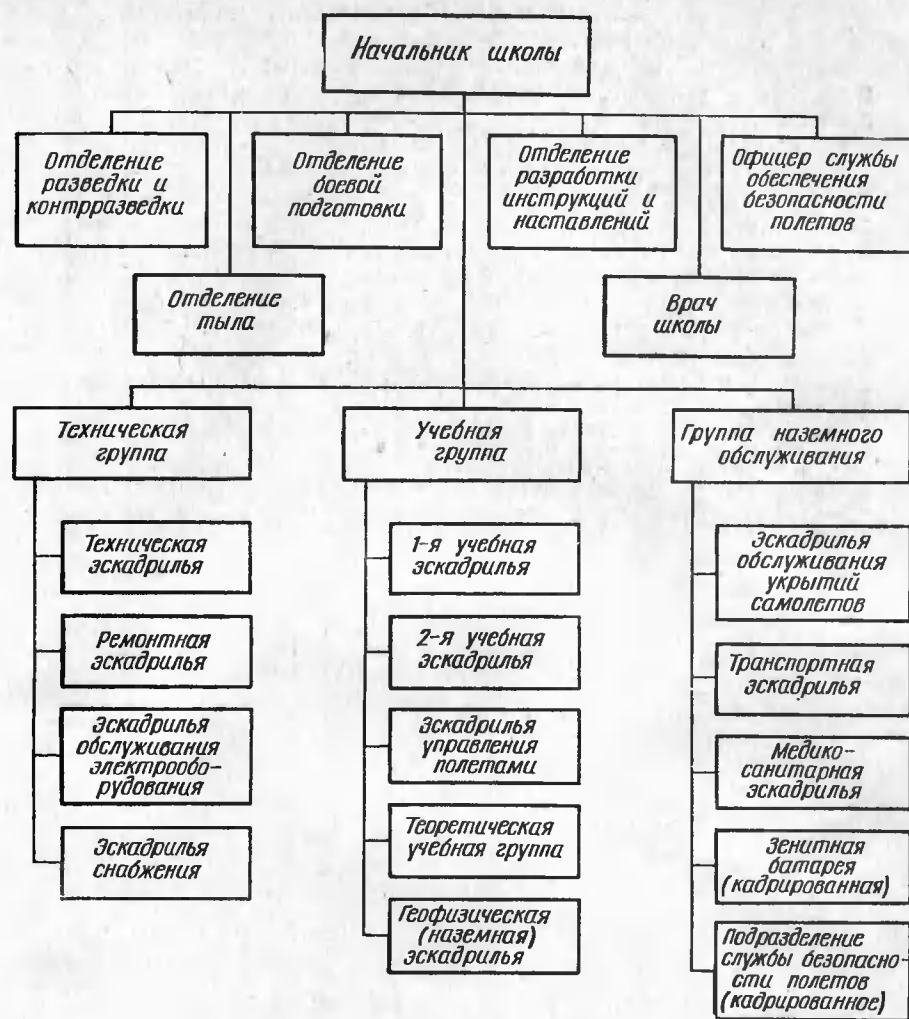 Начальник школы
Отделение
разведки и
контрразведки
Отделение
боевой
подготовки
Отделение
разработки
инструкций и
наставлений
Офицер службы
обеспечения
безопасности
полетов
Отделение
тыла
Врач
школы
Техническая
группа
Учебная
группа
Группа наземного
обслуживания
Техническая
эскадрилья
Ремонтная
эскадрилья
Эскадрилья
обслуживания
электрообо-
рудования
Эскадрилья
снабжения
1-я учебная
эскадрилья
2-я учебная
эскадрилья
Эскадрилья
управления
полетами
Теоретическая
учебная группа
Геофизическая
(наземная)
эскадрилья
Эскадрилья
обслуживания
укрытий
самолетов
Транспортная
эскадрилья
Медико-
санитарная
эскадрилья
Зенитная
батарея
(кадрированная)
Подразделение
службы безопасно-
сти полетов
(кадрированное)